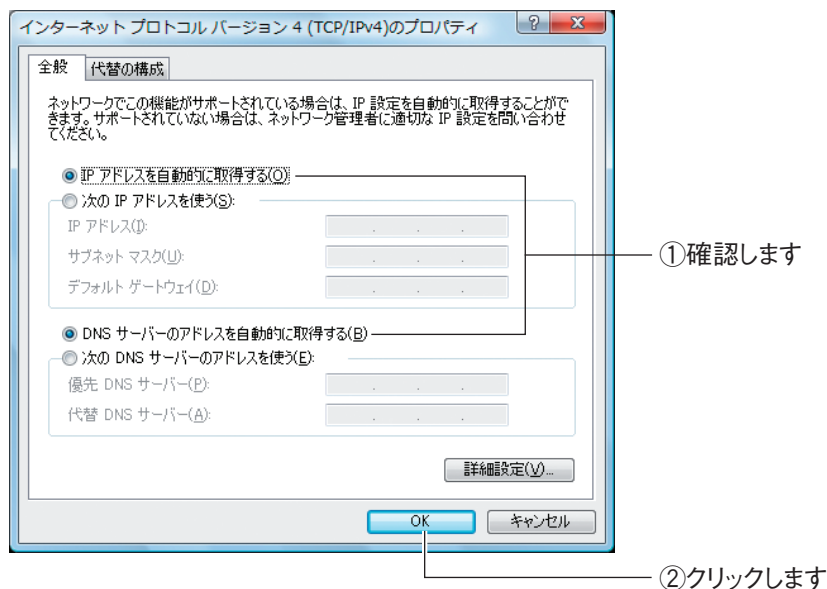 インターネット プロトコル バージョン 4 (TCP/IPv4)のプロパティ
全般
代替の構成
ネットワークでこの機能がサポートされている場合は、IP 設定を自動的に取得することがで
きます。サポートされていない場合は、ネットワーク管理者に適切な IP 設定を問い合わせ
てください。
IP アドレスを自動的に取得する(O)
次の IP アドレスを使う(S):
IP アドレス(I):
サブネット マスク(U):
デフォルト ゲートウェイ(D):
①確認します
DNS サーバーのアドレスを自動的に取得する(B)
次の DNS サーバーのアドレスを使う(E):
優先 DNS サーバー(P):
代替 DNS サーバー(A):
詳細設定(V)...
OK
キャンセル
②クリックします